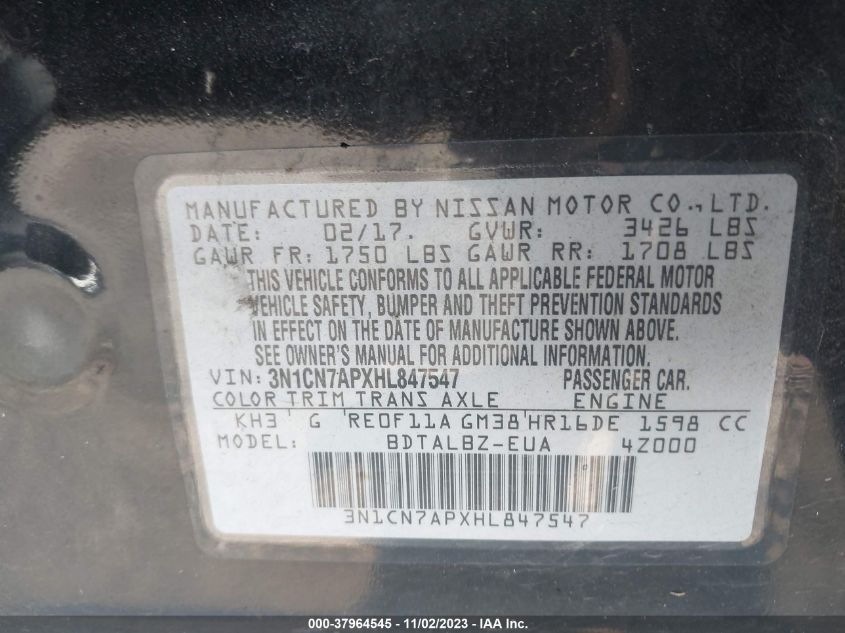 MANUFACTURED BY NISSAN MOTOR CO., LTD.
DATE: 02/17. GVWR: 3426 LBS
GAWR FR: 1750 LBS GAWR RR: 1708 LBS
THIS VEHICLE CONFORMS TO ALL APPLICABLE FEDERAL MOTOR
VEHICLE SAFETY, BUMPER AND THEFT PREVENTION STANDARDS
IN EFFECT ON THE DATE OF MANUFACTURE SHOWN ABOVE.
SEE OWNER'S MANUAL FOR ADDITIONAL INFORMATION.
VIN: 3N1CN7APXHL847547 PASSENGER CAR.
COLOR TRIM TRANS AXLE ENGINE
KH3 G RE0F11A GM38 HR16DE 1598 CC
MODEL: BDTALBZ-EUA 4Z000
3N1CN7APXHL847547
000-37964545 - 11/02/2023 - IAA Inc.